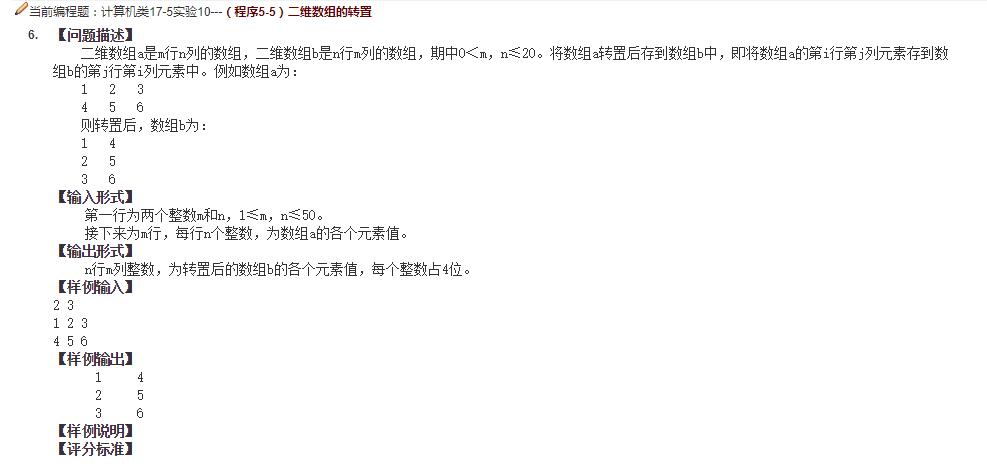 当前编程题：计算机类17-5实验10---（程序5-5）二维数组的转置
6. 【问题描述】
二维数组a是m行n列的数组，二维数组b是n行m列的数组，期中0＜m，n≤20。将数组a转置后存到数组b中，即将数组a的第i行第j列元素存到数
组b的第j行第i列元素中。例如数组a为：
1 2 3
4 5 6
则转置后，数组b为：
1 4
2 5
3 6
【输入形式】
第一行为两个整数m和n，1≤m，n≤50。
接下来为m行，每行n个整数，为数组a的各个元素值。
【输出形式】
n行m列整数，为转置后的数组b的各个元素值，每个整数占4位。
【样例输入】
2 3
1 2 3
4 5 6
【样例输出】
1 4
2 5
3 6
【样例说明】
【评分标准】